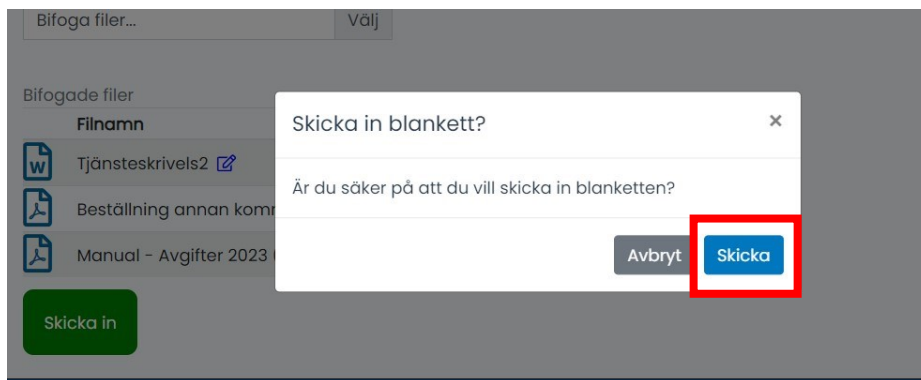 Bifoga filer...
Välj
Bifogade filer
Filnamn
Skicka in blankett?
×
Tjänsteskrivels2
Är du säker på att du vill skicka in blanketten?
Beställning annan
Manual - Avgifter 2023
Avbryt
Skicka
Skicka in